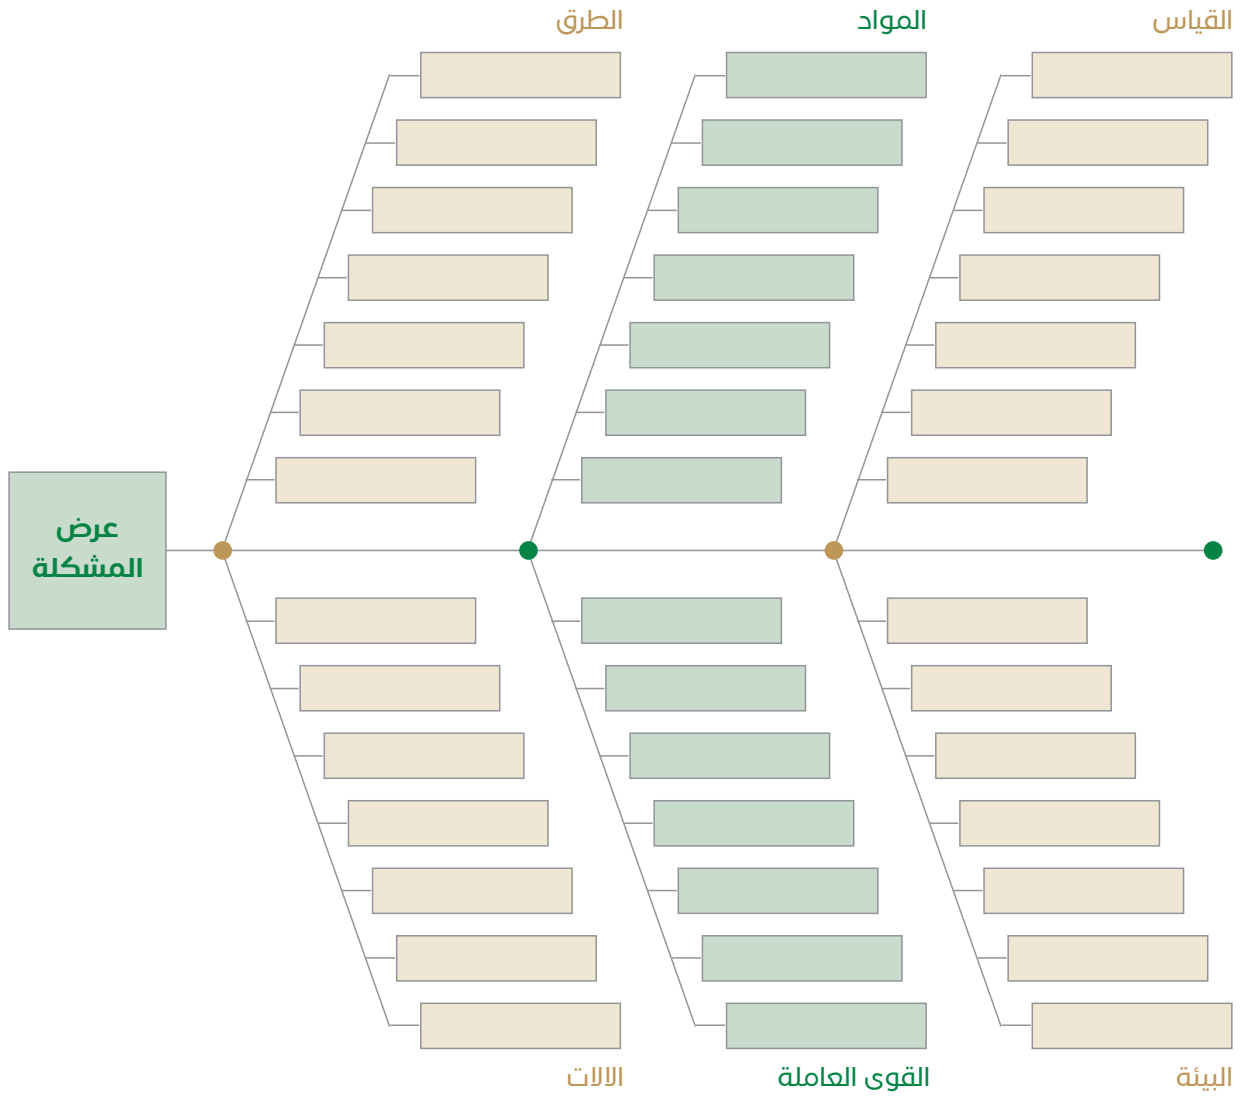 القياس
المواد
الطرق
عرض
المشكلة
البيئة
القوى العاملة
الالات